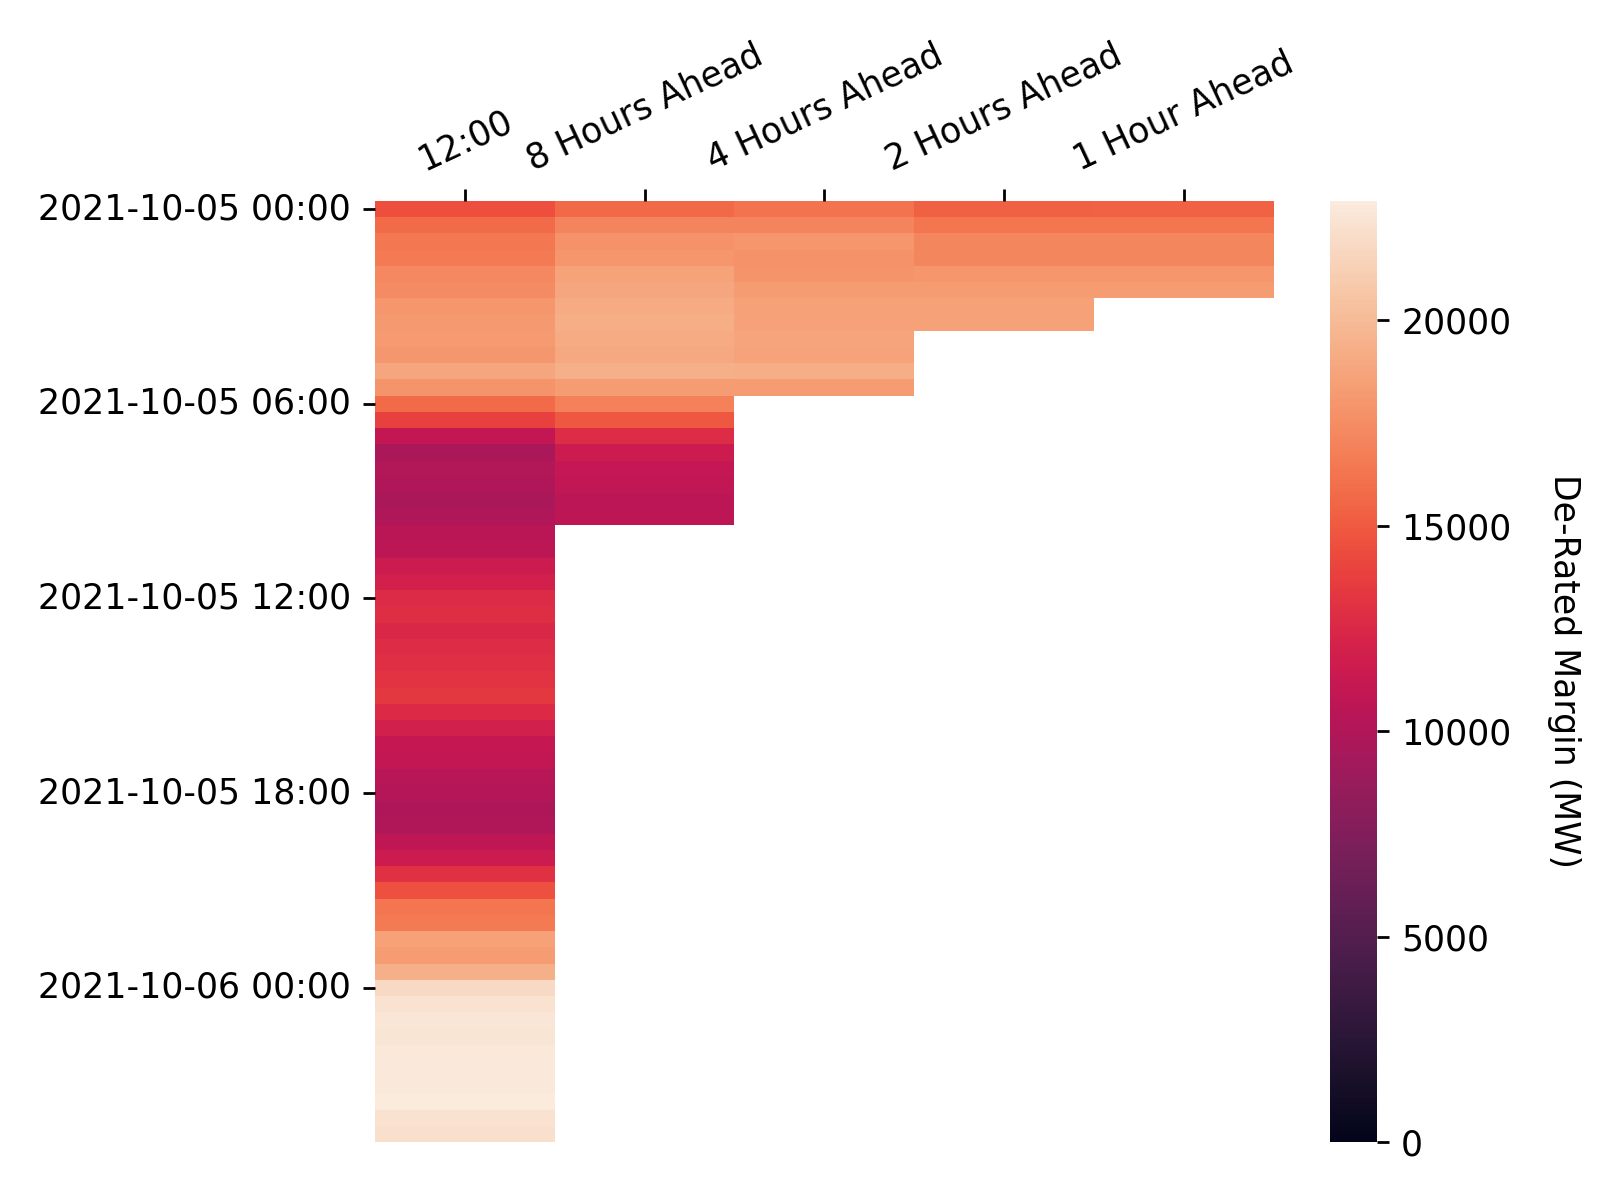 12:00
8 Hours Ahead
4 Hours Ahead
2 Hours Ahead
1 Hour Ahead
2021-10-05 00:00
2021-10-05 06:00
2021-10-05 12:00
2021-10-05 18:00
2021-10-06 00:00
20000
15000
10000
5000
0
De-Rated Margin (MW)